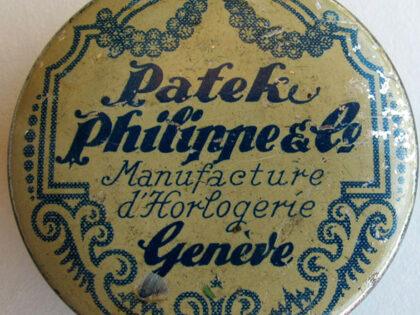 Patek
Philippe & Co
Manufacture
d'Horlogerie
Genève